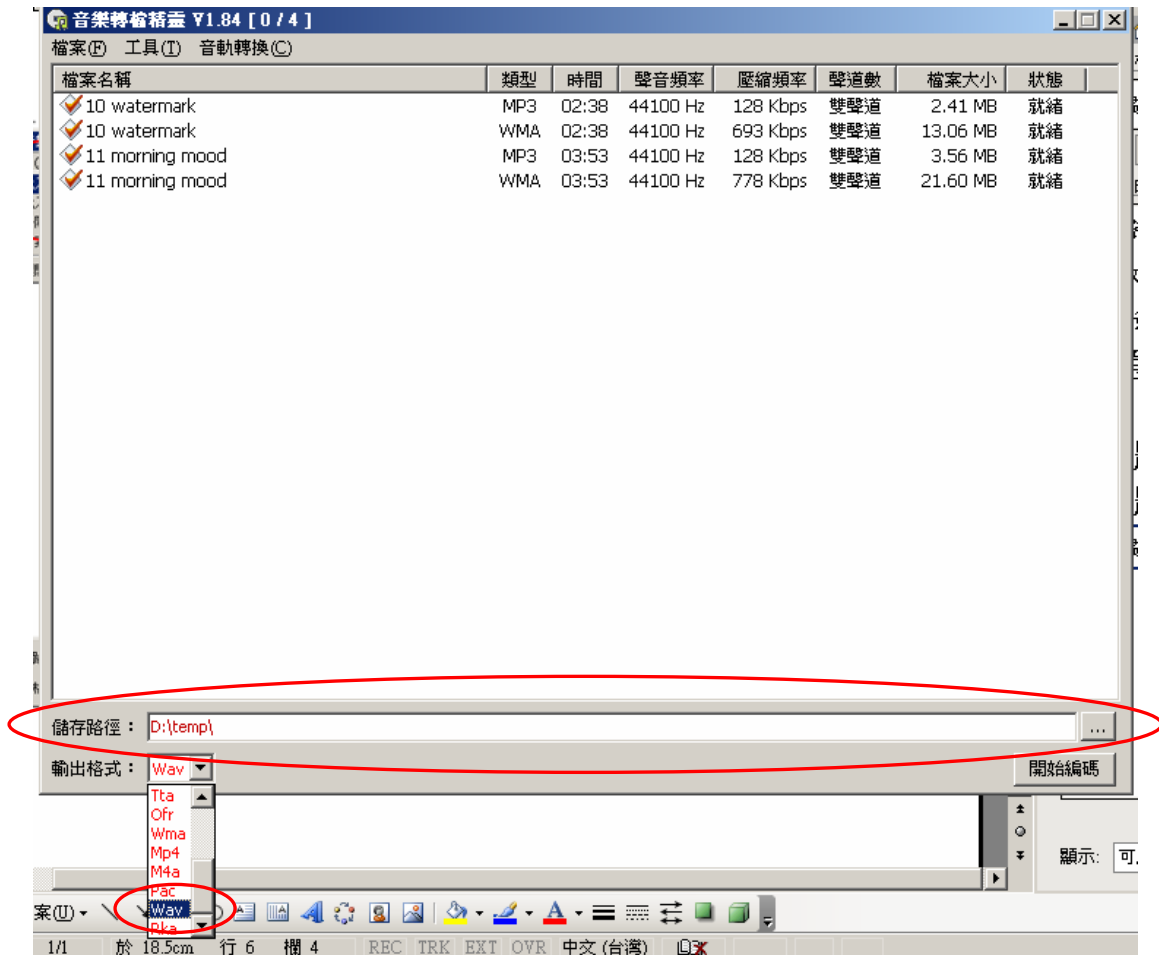 音樂轉檔精靈 V1.84 [ 0 / 4 ]
檔案(F) 工具(T) 音軌轉換(C)
檔案名稱 類型 時間 聲音頻率 壓縮頻率 聲道數 檔案大小 狀態
10 watermark MP3 02:38 44100 Hz 128 Kbps 雙聲道 2.41 MB 就緒
10 watermark WMA 02:38 44100 Hz 693 Kbps 雙聲道 13.06 MB 就緒
11 morning mood MP3 03:53 44100 Hz 128 Kbps 雙聲道 3.56 MB 就緒
11 morning mood WMA 03:53 44100 Hz 778 Kbps 雙聲道 21.60 MB 就緒
儲存路徑： D:\temp\ ...
輸出格式： Wav 開始編碼
Tta
Ofr
Wma
Mp4
M4a
Pac
Wav
Rka
顯示: 可
案(U)
1/1 於 18.5cm 行 6 欄 4 REC TRK EXT OVR 中文 (台灣)